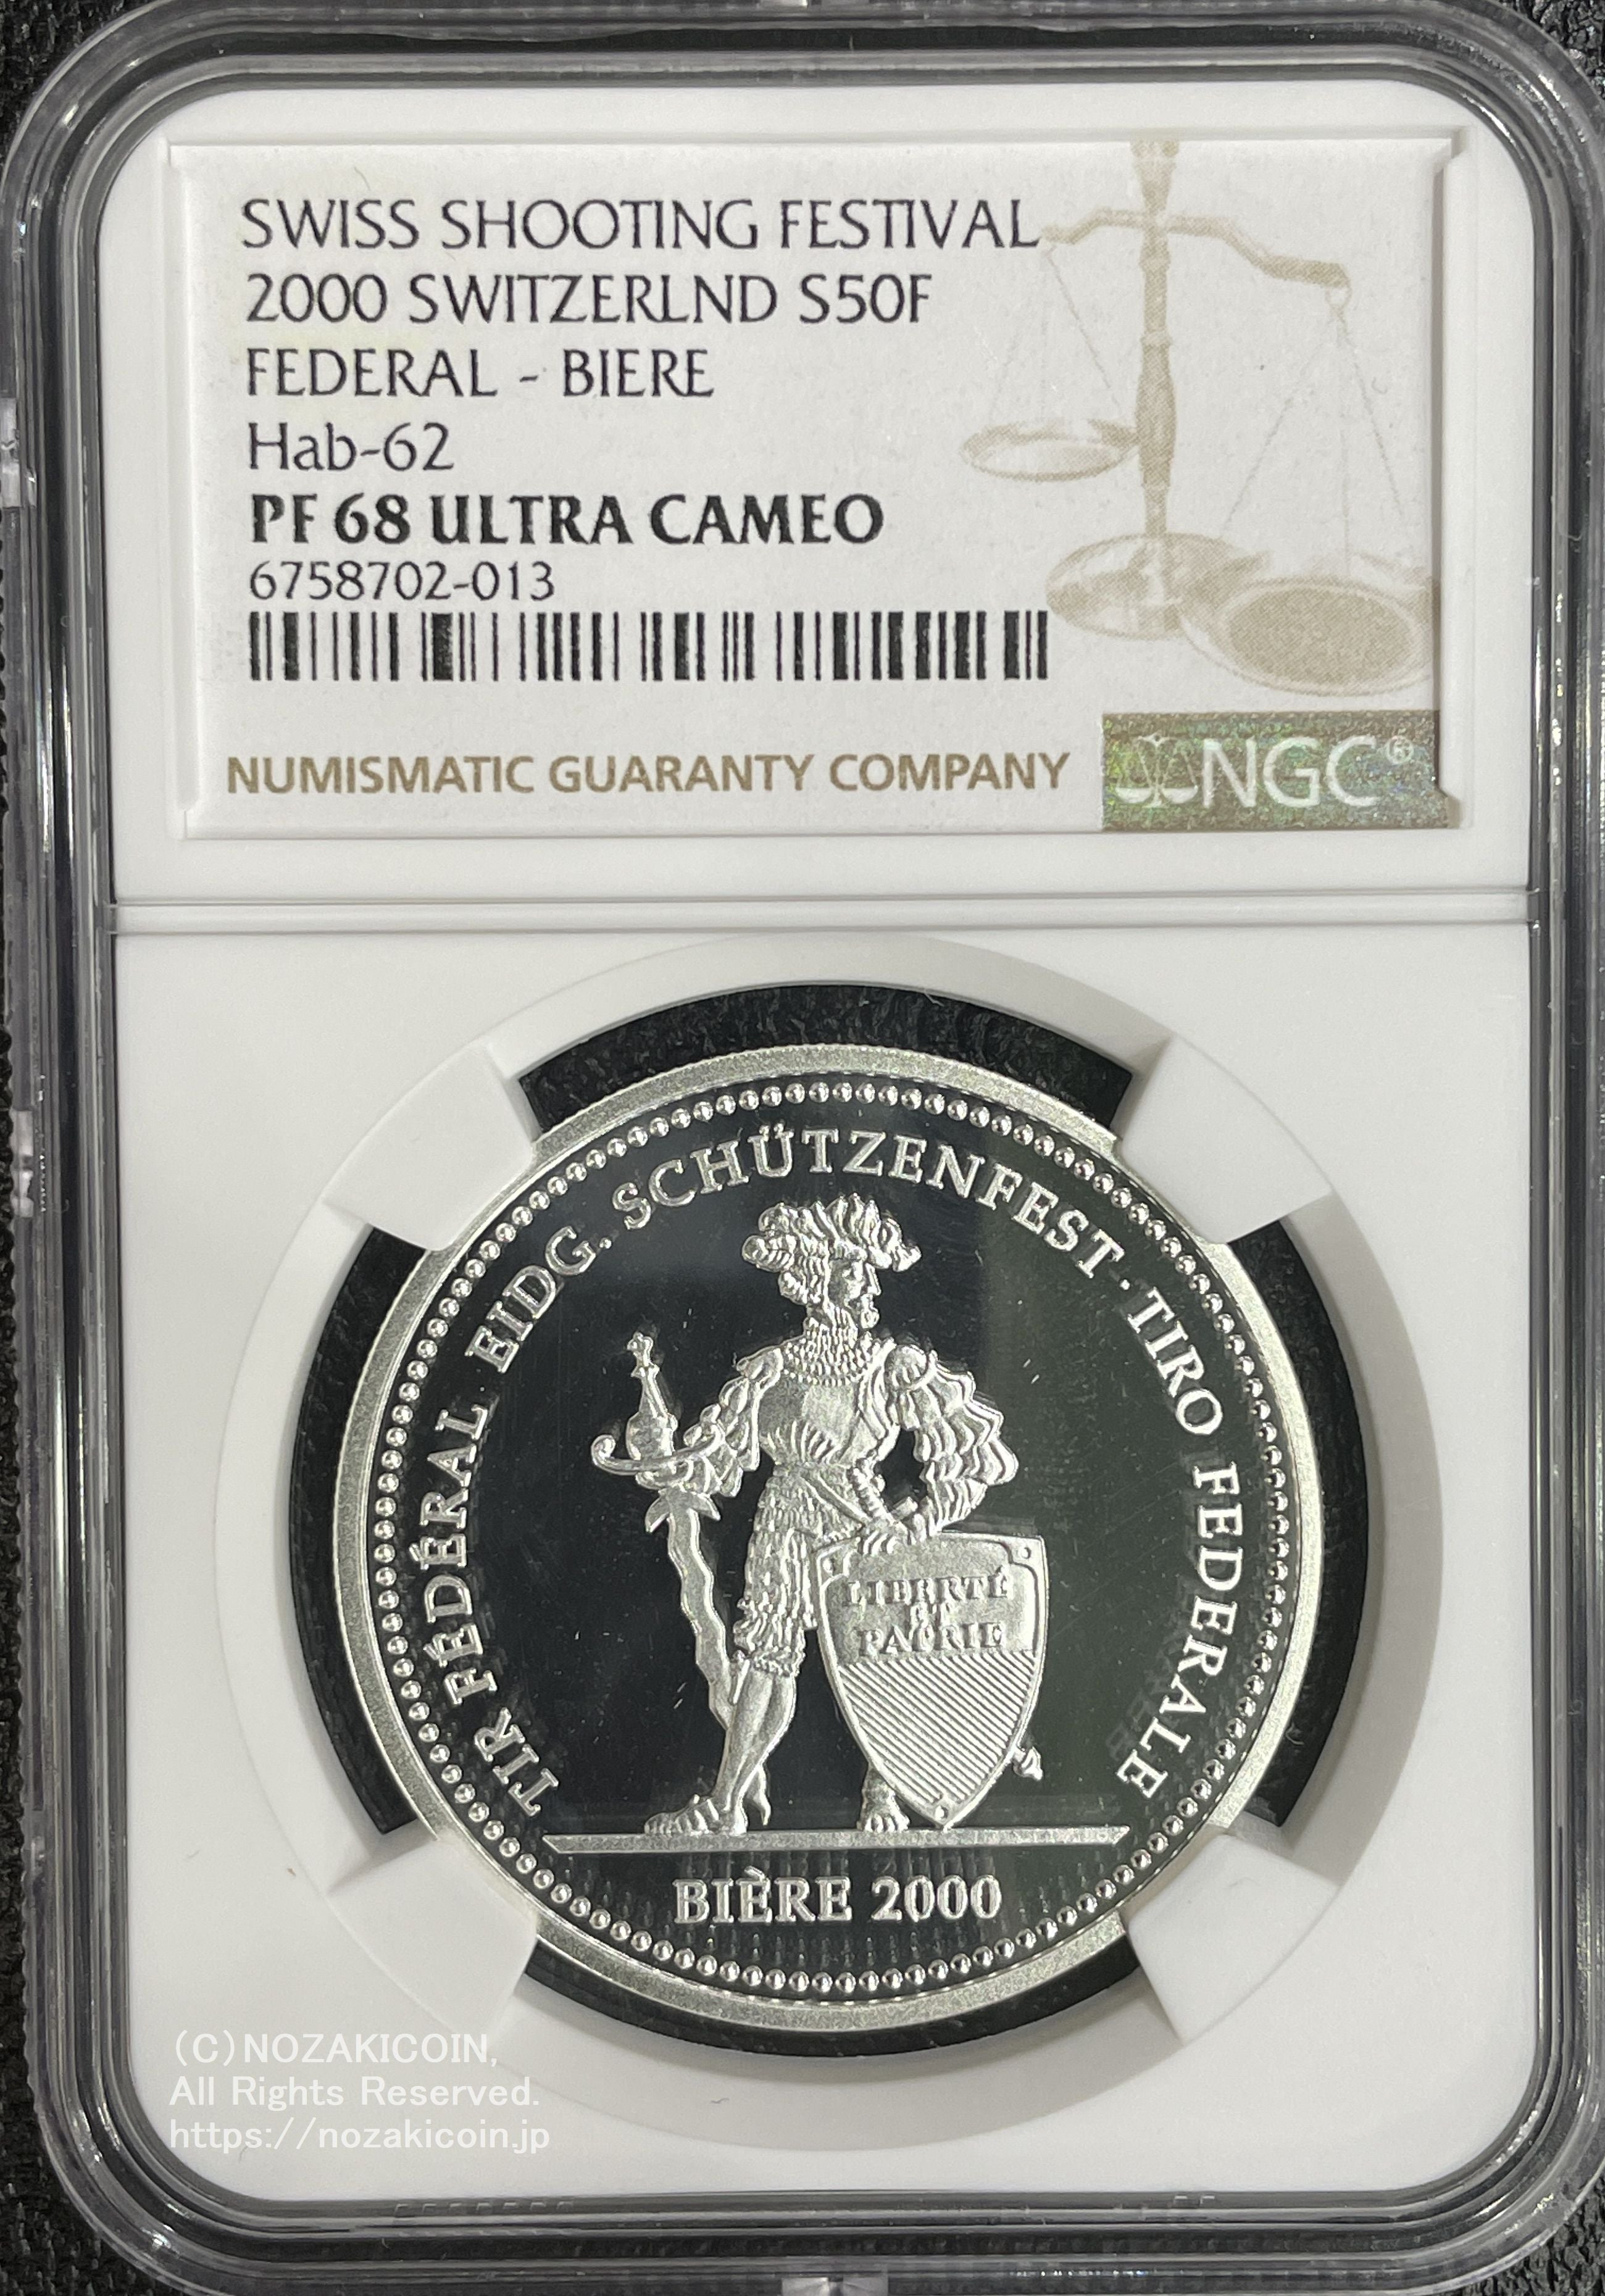 SWISS SHOOTING FESTIVAL
2000 SWITZERLND S50F
FEDERAL - BIERE
Hab-62
PF 68 ULTRA CAMEO
6758702-013
NUMISMATIC GUARANTY COMPANY
NGC®
TIR FÉDÉRAL · EIDG. SCHÜTZENFEST · TIRO FEDERALE
LIBERTÉ
ET
PATRIE
BIÈRE 2000
(C)NOZAKICOIN,
All Rights Reserved.
https://nozakicoin.jp